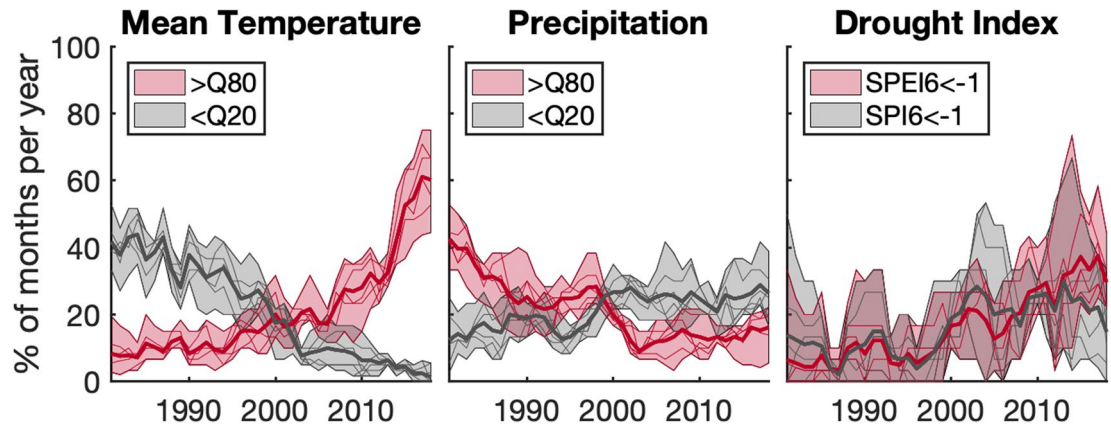 Mean Temperature
Precipitation
Drought Index
% of months per year
100
80
60
40
20
0
>Q80
<Q20
>Q80
<Q20
SPEI6<-1
SPI6<-1
1990 2000 2010
1990 2000 2010
1990 2000 2010